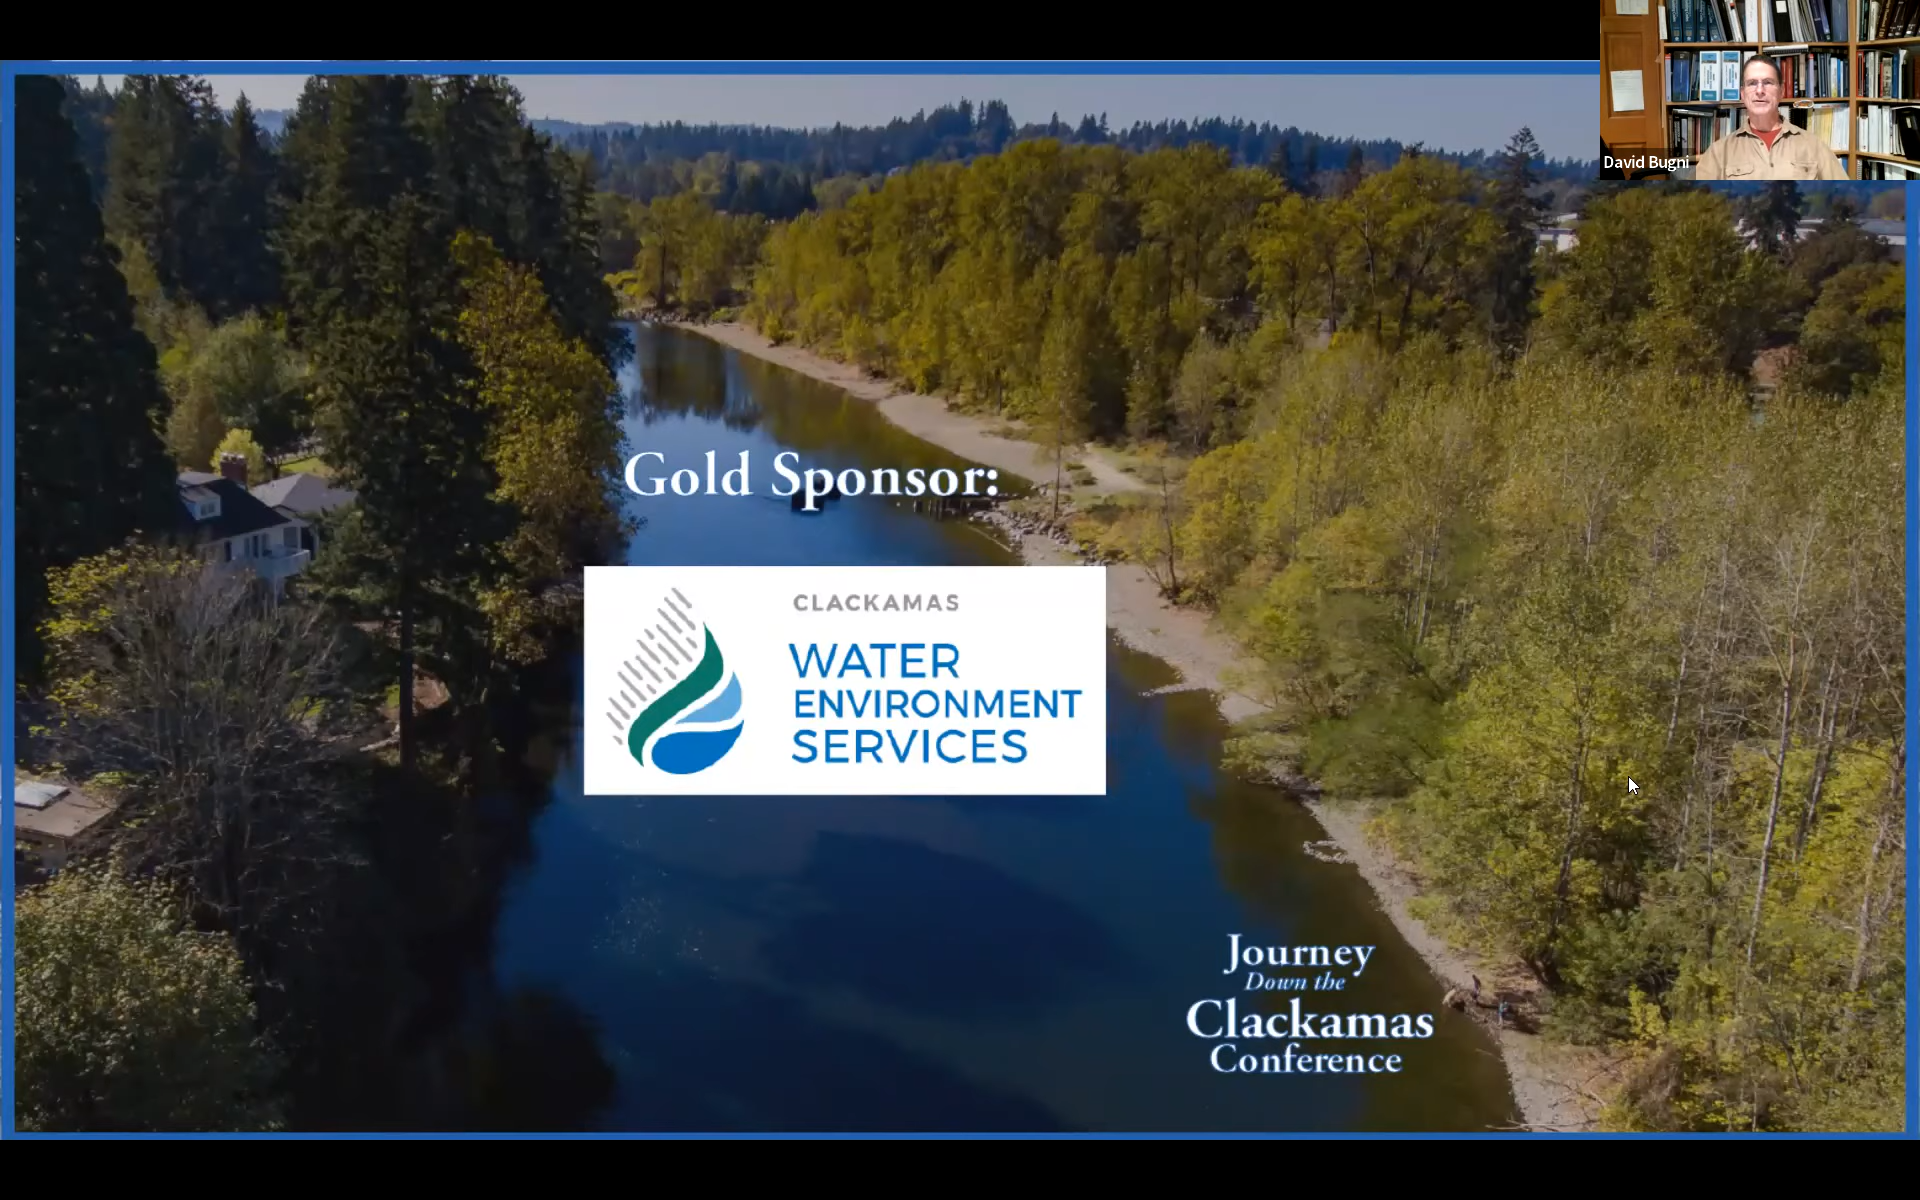 David Bugni
Gold Sponsor:
CLACKAMAS
WATER
ENVIRONMENT
SERVICES
Journey
Down the
Clackamas
Conference